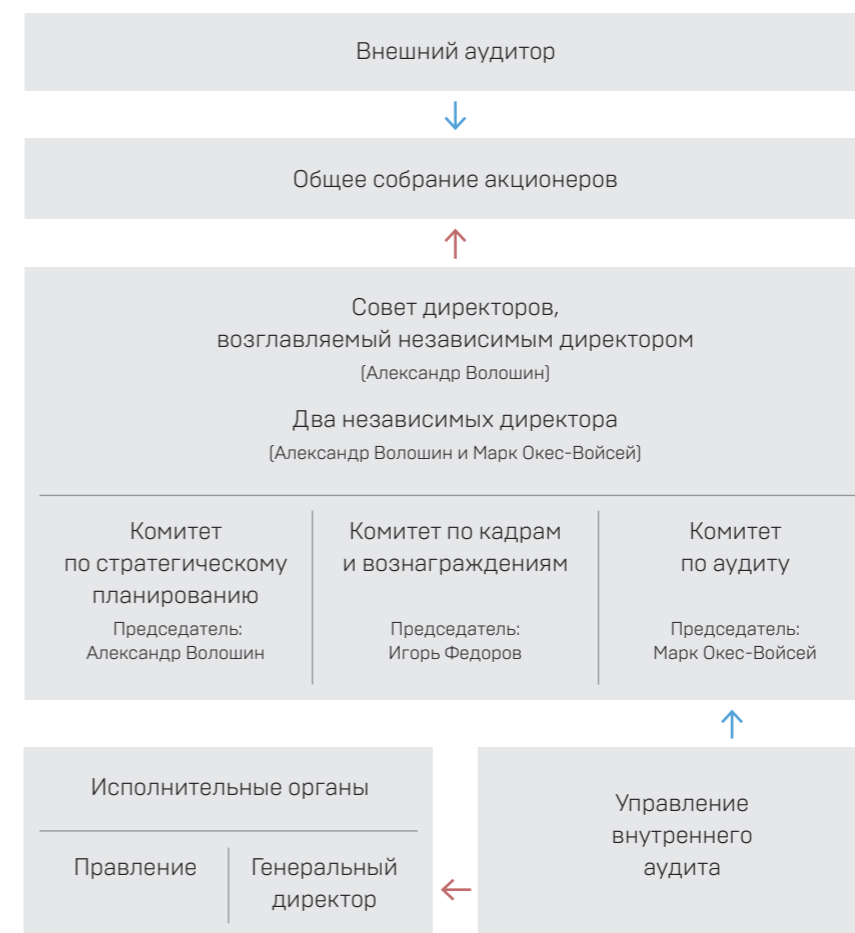 Внешний аудитор
Общее собрание акционеров
Совет директоров,
возглавляемый независимым директором
(Александр Волошин)
Два независимых директора
(Александр Волошин и Марк Окес-Войсей)
Комитет
по стратегическому
планированию
Председатель:
Александр Волошин
Комитет по кадрам
и вознаграждениям
Председатель:
Игорь Федоров
Комитет
по аудиту
Председатель:
Марк Окес-Войсей
Исполнительные органы
Правление
Генеральный
директор
Управление
внутреннего
аудита